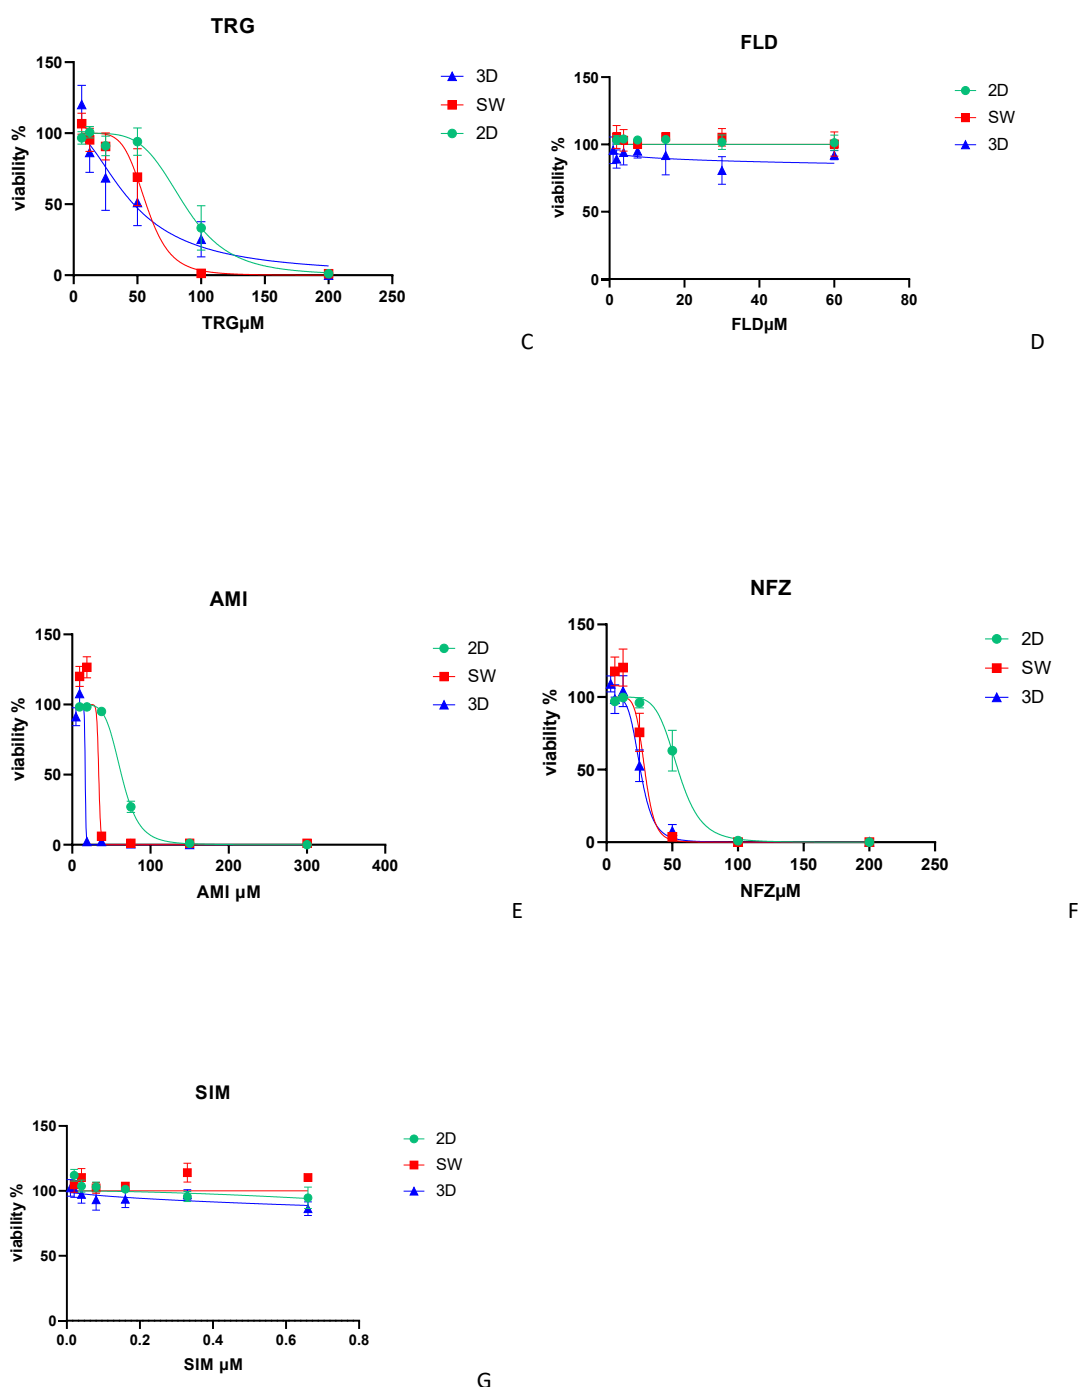 TRG
150
100
50
0
viability %
0 50 100 150 200 250
TRGµM
3D
SW
2D
C
FLD
150
100
50
0
viability %
0 20 40 60 80
FLDµM
2D
SW
3D
D
AMI
150
100
50
0
viability %
0 100 200 300 400
AMI µM
2D
SW
3D
E
NFZ
150
100
50
0
viability %
0 50 100 150 200 250
NFZµM
2D
SW
3D
F
SIM
150
100
50
0
viability %
0.0 0.2 0.4 0.6 0.8
SIM µM
2D
SW
3D
G